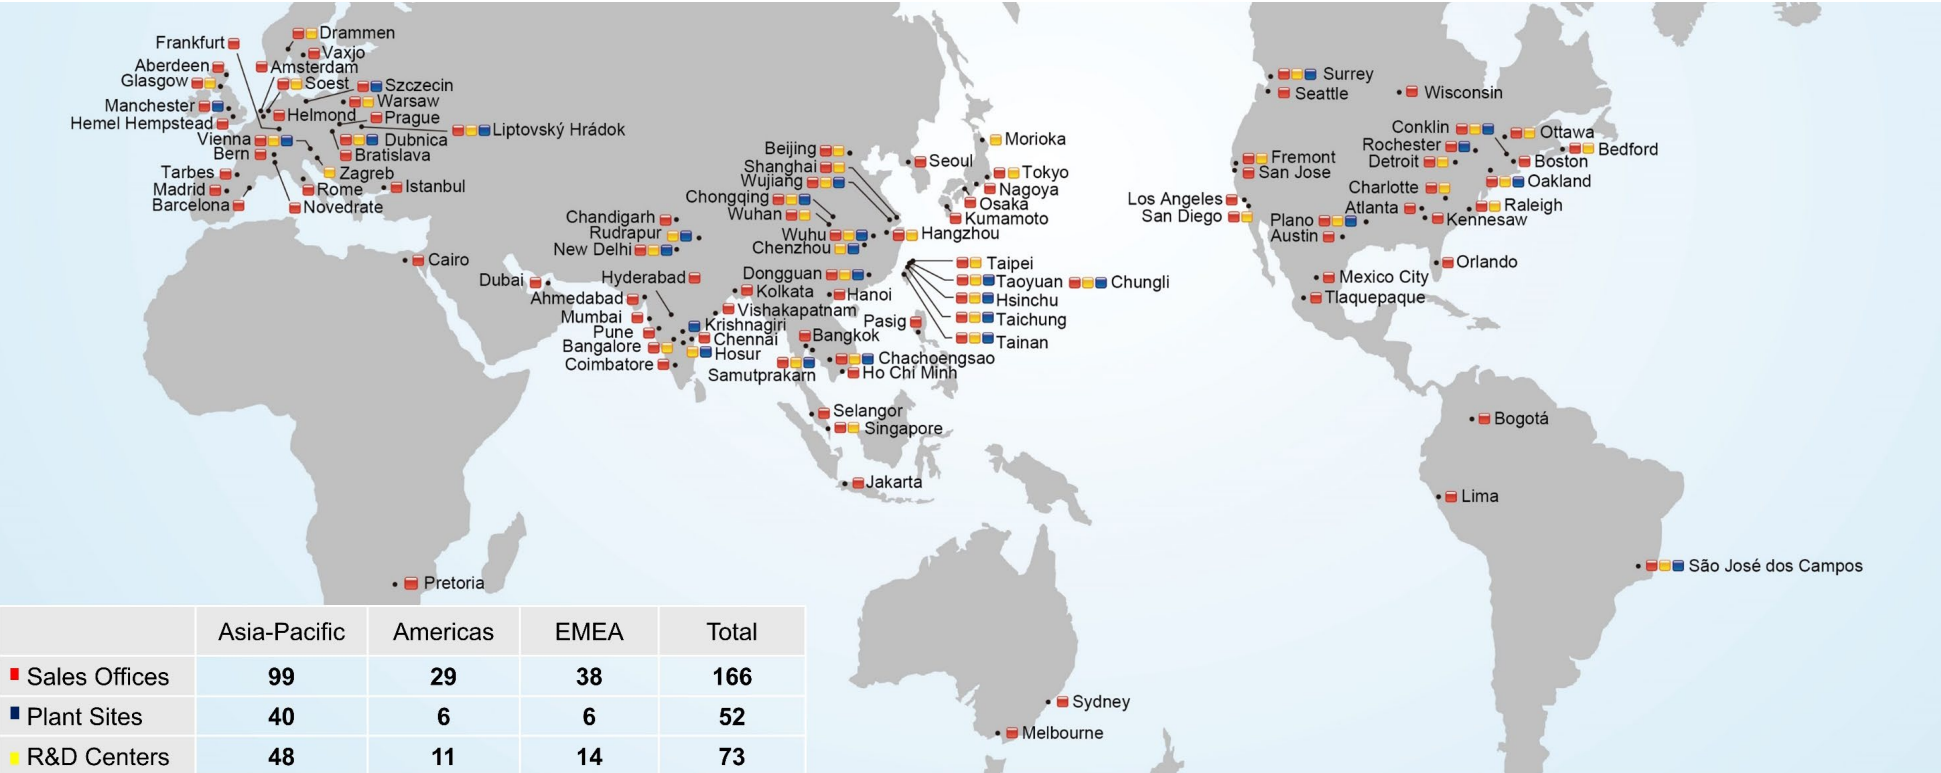 Drammen
Frankfurt
Vaxjo
Aberdeen
Amsterdam
Glasgow
Soest
Szczecin
Manchester
Warsaw
Helmond
Prague
Hemel Hempstead
Liptovský Hrádok
Vienna
Dubnica
Bern
Bratislava
Tarbes
Zagreb
Madrid
Rome
Istanbul
Barcelona
Novedrate
Cairo
Pretoria
Dubai
Morioka
Beijing
Seoul
Shanghai
Tokyo
Wujiang
Nagoya
Chongqing
Osaka
Wuhan
Kumamoto
Chandigarh
Rudrapur
Wuhu
Hangzhou
New Delhi
Chenzhou
Taipei
Hyderabad
Dongguan
Taoyuan
Chungli
Kolkata
Hanoi
Hsinchu
Ahmedabad
Vishakapatnam
Mumbai
Pasig
Taichung
Krishnagiri
Pune
Chennai
Bangkok
Tainan
Bangalore
Hosur
Chachoengsao
Coimbatore
Samutprakarn
Ho Chi Minh
Selangor
Singapore
Jakarta
Sydney
Melbourne
Surrey
Seattle
Wisconsin
Conklin
Ottawa
Rochester
Bedford
Fremont
Detroit
Boston
San Jose
Oakland
Charlotte
Los Angeles
Atlanta
Raleigh
San Diego
Plano
Kennesaw
Austin
Orlando
Mexico City
Tlaquepaque
Bogotá
Lima
São José dos Campos
Asia-Pacific Americas EMEA Total
Sales Offices 99 29 38 166
Plant Sites 40 6 6 52
R&D Centers 48 11 14 73